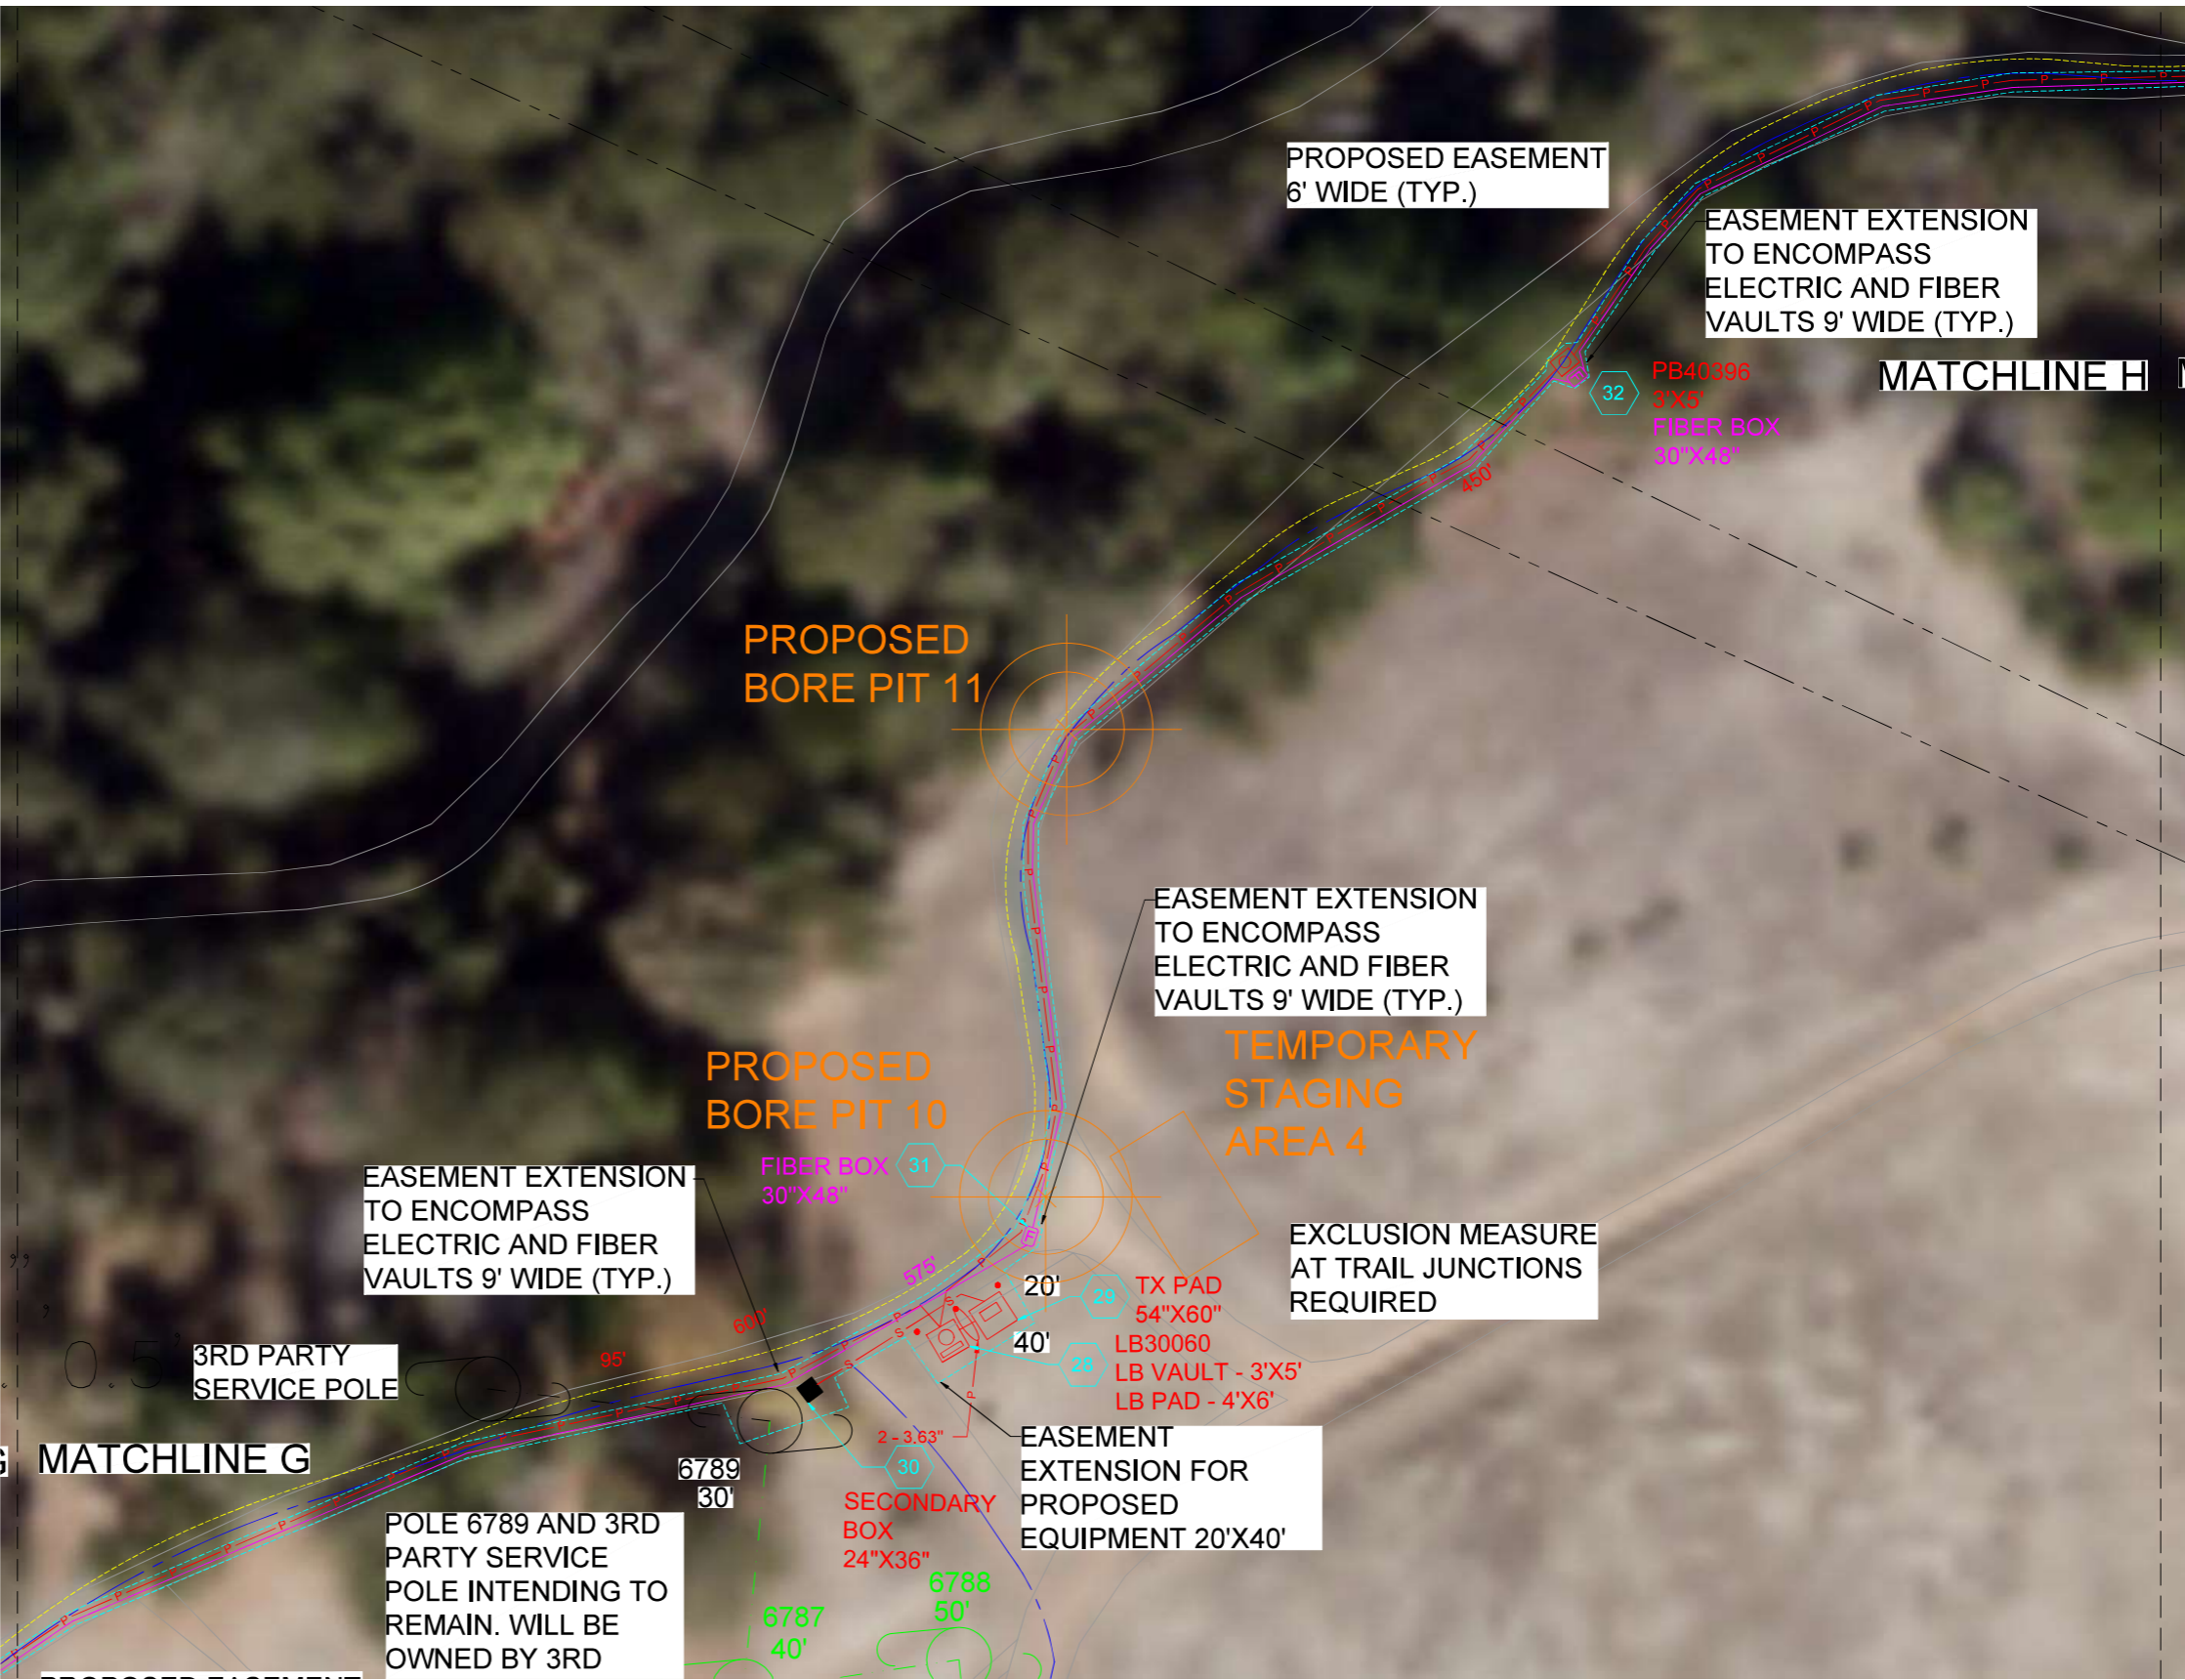 PROPOSED EASEMENT
6' WIDE (TYP.)
EASEMENT EXTENSION
TO ENCOMPASS
ELECTRIC AND FIBER
VAULTS 9' WIDE (TYP.)
MATCHLINE H
32
PB40396
3'X5'
FIBER BOX
30"X48"
450'
PROPOSED
BORE PIT 11
EASEMENT EXTENSION
TO ENCOMPASS
ELECTRIC AND FIBER
VAULTS 9' WIDE (TYP.)
TEMPORARY
STAGING
AREA 4
PROPOSED
BORE PIT 10
FIBER BOX
30"X48"
31
F
EASEMENT EXTENSION
TO ENCOMPASS
ELECTRIC AND FIBER
VAULTS 9' WIDE (TYP.)
EXCLUSION MEASURE
AT TRAIL JUNCTIONS
REQUIRED
575'
600'
95'
20'
40'
29
TX PAD
54"X60"
28
LB30060
LB VAULT - 3'X5'
LB PAD - 4'X6'
0.5'
3RD PARTY
SERVICE POLE
MATCHLINE G
2 - 3.63"
EASEMENT
EXTENSION FOR
PROPOSED
EQUIPMENT 20'X40'
6789
30'
30
SECONDARY
BOX
24"X36"
POLE 6789 AND 3RD
PARTY SERVICE
POLE INTENDING TO
REMAIN. WILL BE
OWNED BY 3RD
6788
50'
6787
40'
PROPOSED EASEMENT